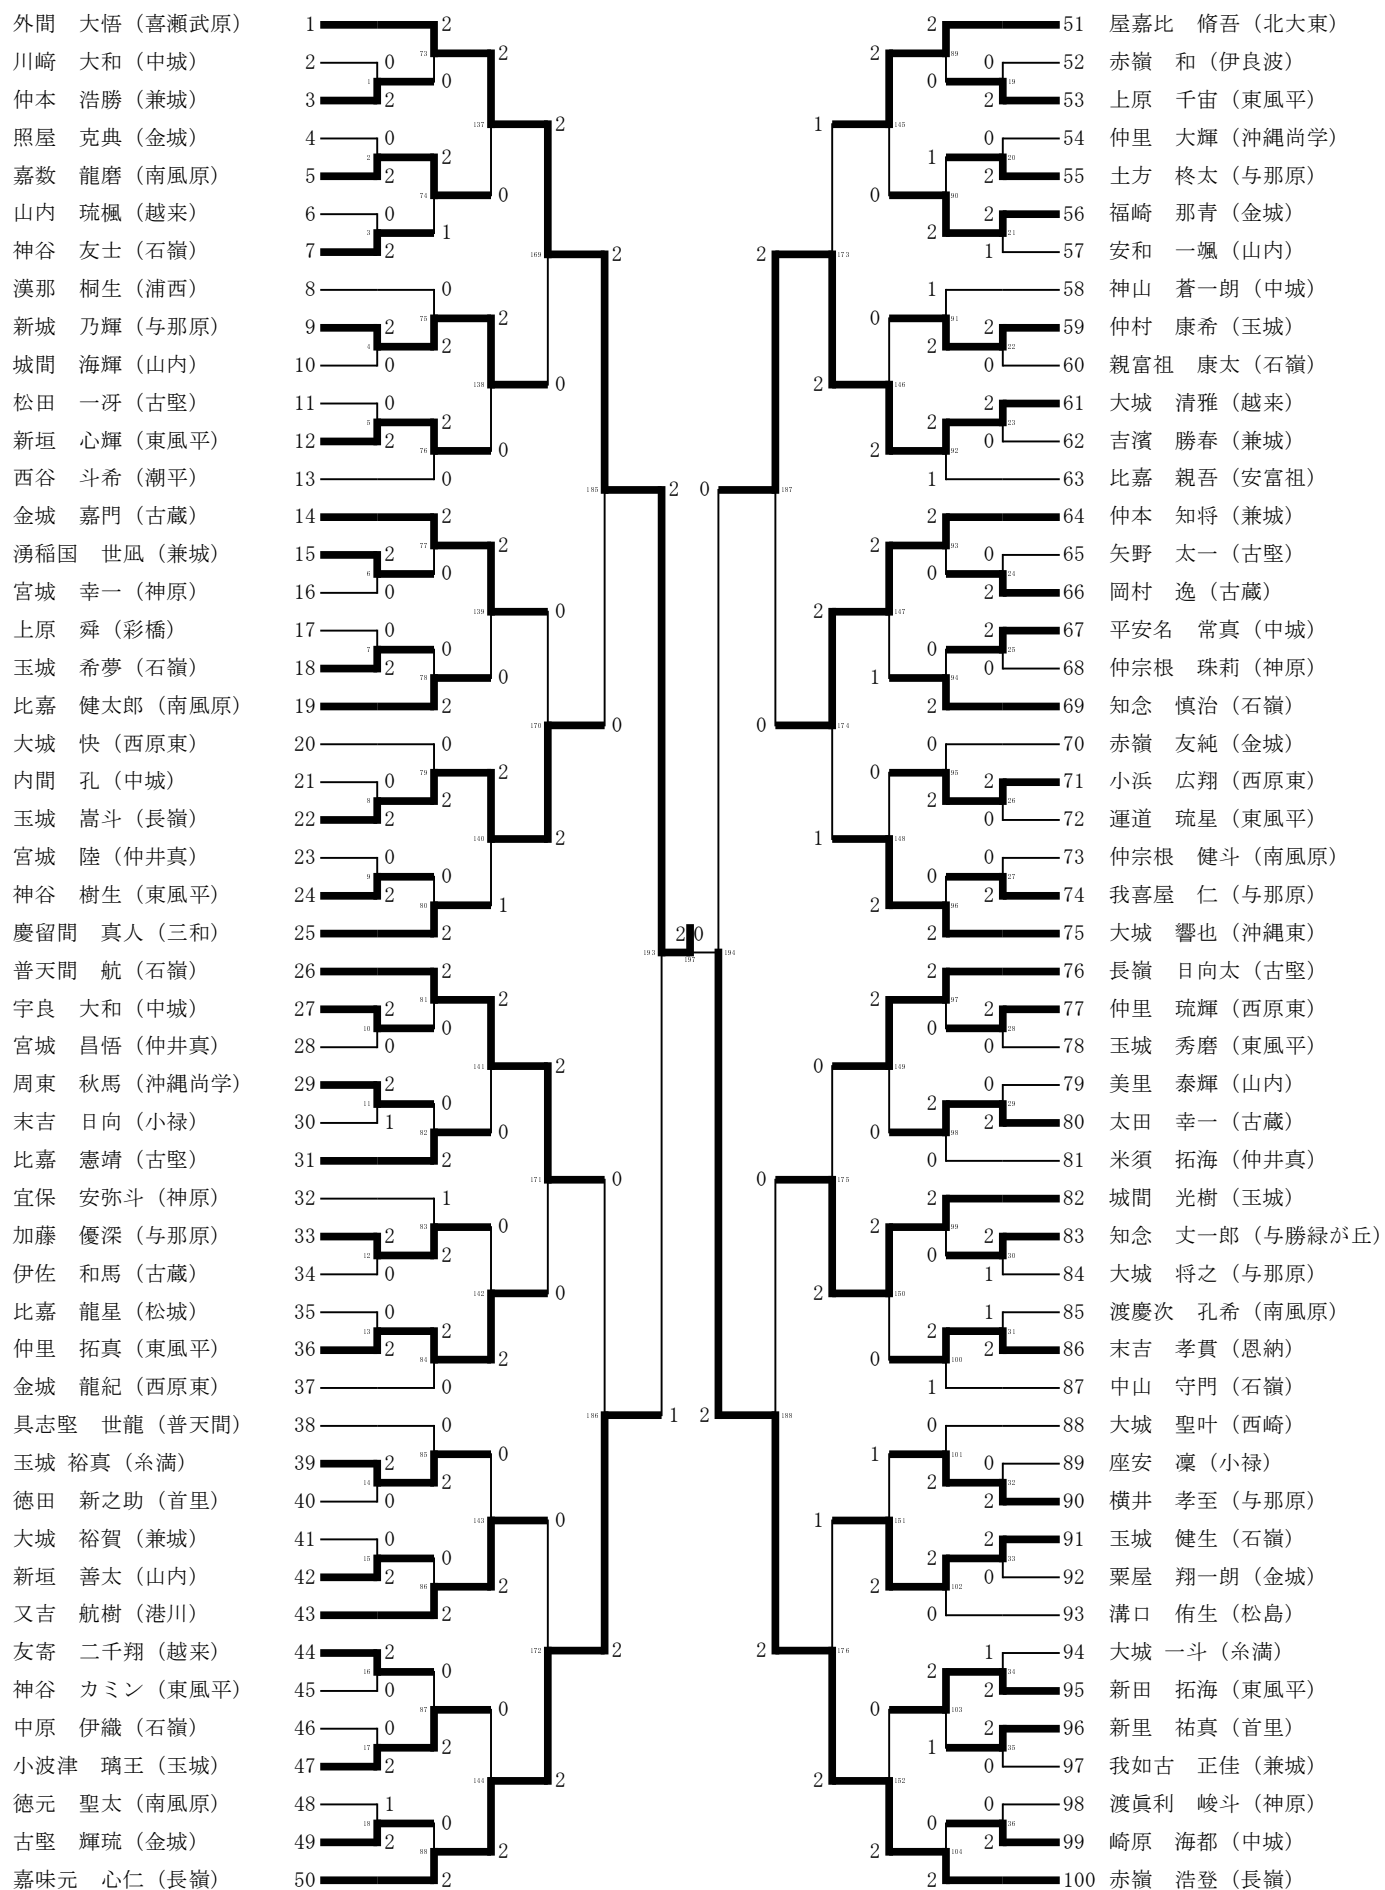 外間　大悟（喜瀬武原） 1
川﨑　大和（中城） 2
仲本　浩勝（兼城） 3
照屋　克典（金城） 4
嘉数　龍磨（南風原） 5
山内　琉楓（越来） 6
神谷　友士（石嶺） 7
漢那　桐生（浦西） 8
新城　乃輝（与那原） 9
城間　海輝（山内） 10
松田　一冴（古堅） 11
新垣　心輝（東風平） 12
西谷　斗希（潮平） 13
金城　嘉門（古蔵） 14
湧稲国　世凪（兼城） 15
宮城　幸一（神原） 16
上原　舜（彩橋） 17
玉城　希夢（石嶺） 18
比嘉　健太郎（南風原） 19
大城　快（西原東） 20
内間　孔（中城） 21
玉城　嵩斗（長嶺） 22
宮城　陸（仲井真） 23
神谷　樹生（東風平） 24
慶留間　真人（三和） 25
普天間　航（石嶺） 26
宇良　大和（中城） 27
宮城　昌悟（仲井真） 28
周東　秋馬（沖縄尚学） 29
末吉　日向（小禄） 30
比嘉　憲靖（古堅） 31
宜保　安弥斗（神原） 32
加藤　優深（与那原） 33
伊佐　和馬（古蔵） 34
比嘉　龍星（松城） 35
仲里　拓真（東風平） 36
金城　龍紀（西原東） 37
具志堅　世龍（普天間） 38
玉城 裕真（糸満） 39
徳田　新之助（首里） 40
大城　裕賀（兼城） 41
新垣　善太（山内） 42
又吉　航樹（港川） 43
友寄　二千翔（越来） 44
神谷　カミン（東風平） 45
中原　伊織（石嶺） 46
小波津　璃王（玉城） 47
徳元　聖太（南風原） 48
古堅　輝琉（金城） 49
嘉味元　心仁（長嶺） 50
2 0
51 屋嘉比　脩吾（北大東）
52 赤嶺　和（伊良波）
53 上原　千宙（東風平）
54 仲里　大輝（沖縄尚学）
55 土方　柊太（与那原）
56 福崎　那青（金城）
57 安和　一颯（山内）
58 神山　蒼一朗（中城）
59 仲村　康希（玉城）
60 親富祖　康太（石嶺）
61 大城　清雅（越来）
62 吉濱　勝春（兼城）
63 比嘉　親吾（安富祖）
64 仲本　知将（兼城）
65 矢野　太一（古堅）
66 岡村　逸（古蔵）
67 平安名　常真（中城）
68 仲宗根　珠莉（神原）
69 知念　慎治（石嶺）
70 赤嶺　友純（金城）
71 小浜　広翔（西原東）
72 運道　琉星（東風平）
73 仲宗根　健斗（南風原）
74 我喜屋　仁（与那原）
75 大城　響也（沖縄東）
76 長嶺　日向太（古堅）
77 仲里　琉輝（西原東）
78 玉城　秀磨（東風平）
79 美里　泰輝（山内）
80 太田　幸一（古蔵）
81 米須　拓海（仲井真）
82 城間　光樹（玉城）
83 知念　丈一郎（与勝緑が丘）
84 大城　将之（与那原）
85 渡慶次　孔希（南風原）
86 末吉　孝貫（恩納）
87 中山　守門（石嶺）
88 大城　聖叶（西崎）
89 座安　凜（小禄）
90 横井　孝至（与那原）
91 玉城　健生（石嶺）
92 粟屋　翔一朗（金城）
93 溝口　侑生（松島）
94 大城 一斗（糸満）
95 新田　拓海（東風平）
96 新里　祐真（首里）
97 我如古　正佳（兼城）
98 渡眞利　峻斗（神原）
99 崎原　海都（中城）
100 赤嶺　浩登（長嶺）